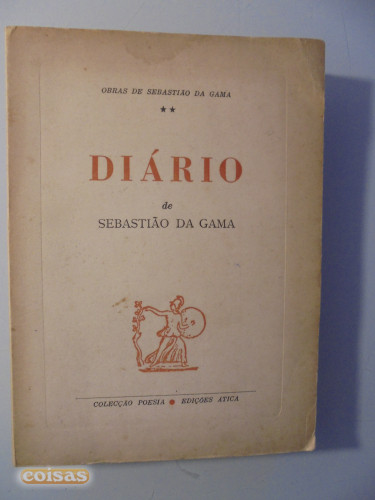 OBRAS DE SEBASTIÃO DA GAMA
★★
DIÁRIO
de
SEBASTIÃO DA GAMA
COLECÇÃO POESIA ● EDIÇÕES ÁTICA
coisas